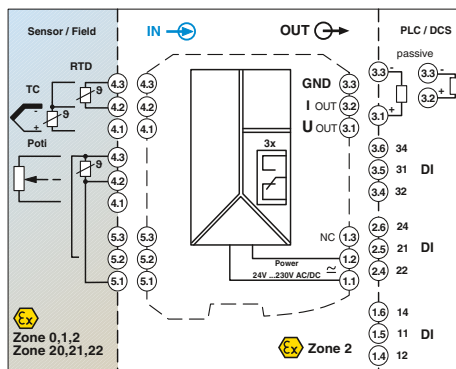 Sensor / Field
IN
OUT
PLC / DCS
RTD
passive
TC
ϑ
4.3
4.3
GND
3.3
3.3 -
3.3 -
-
ϑ
4.2
4.2
I OUT
3.2
3.2
+
+
4.1
4.1
U OUT
3.1
3.1
+
Poti
ϑ
4.3
3x
3.6 34
4.2
3.5 31 DI
4.1
3.4 32
5.3
5.3
NC 1.3
2.6 24
5.2
5.2
Power
1.2
2.5 21 DI
5.1
5.1
24V ...230V AC/DC
≂
1.1
2.4 22
εx
Zone 0,1,2
Zone 20,21,22
εx Zone 2
1.6 14
1.5 11 DI
1.4 12